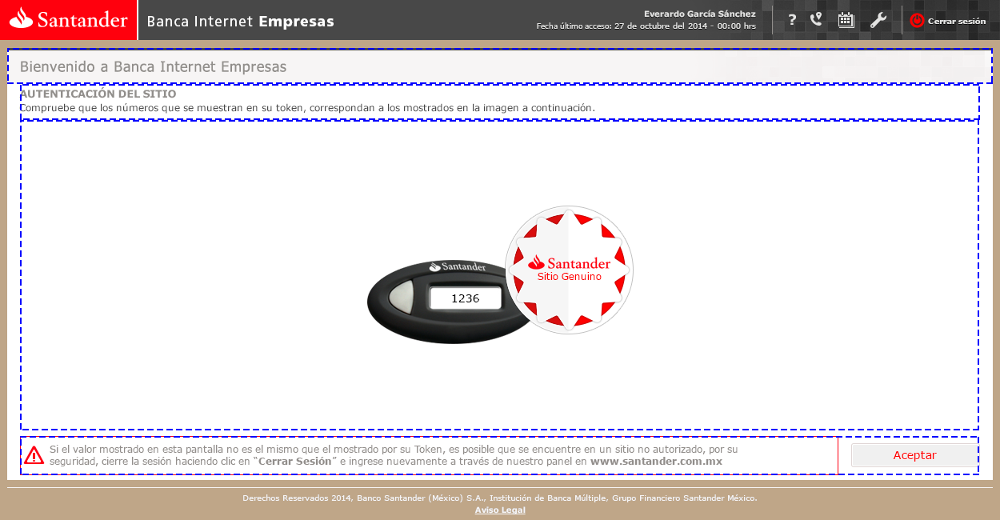 Santander
Banca Internet Empresas
Everardo García Sánchez
Fecha último acceso: 27 de octubre del 2014 - 00:00 hrs
?
Cerrar sesión
Bienvenido a Banca Internet Empresas
AUTENTICACIÓN DEL SITIO
Compruebe que los números que se muestran en su token, correspondan a los mostrados en la imagen a continuación.
Santander
1236
Santander
Sitio Genuino
Si el valor mostrado en esta pantalla no es el mismo que el mostrado por su Token, es posible que se encuentre en un sitio no autorizado, por su
seguridad, cierre la sesión haciendo clic en “Cerrar Sesión” e ingrese nuevamente a través de nuestro panel en www.santander.com.mx
Aceptar
Derechos Reservados 2014, Banco Santander (México) S.A., Institución de Banca Múltiple, Grupo Financiero Santander México.
Aviso Legal